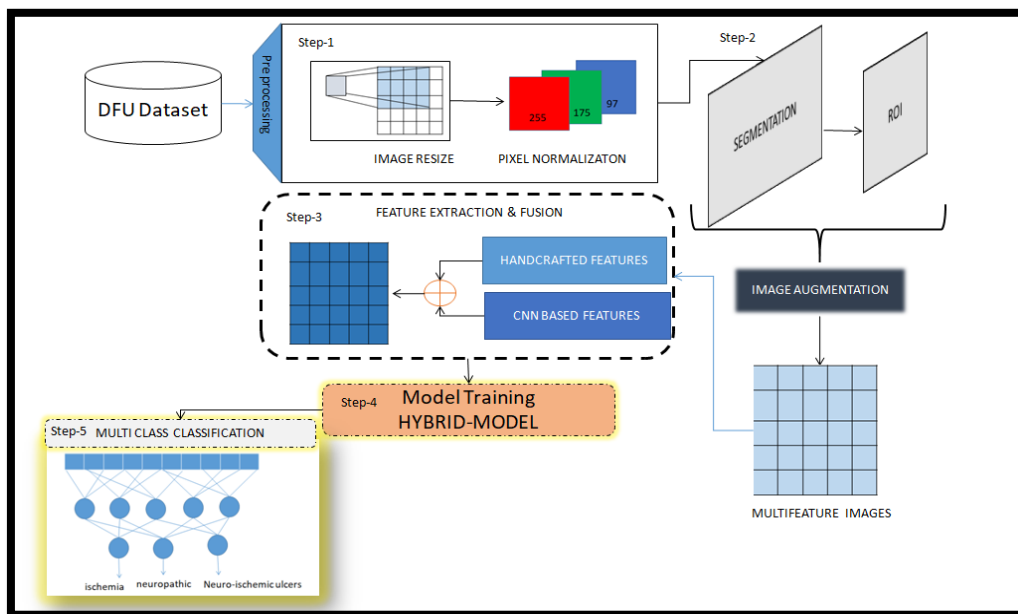 Step-1
Step-2
DFU Dataset
Pre processing
255
175
97
IMAGE RESIZE
PIXEL NORMALIZATON
SEGMENTATION
ROI
Step-3
FEATURE EXTRACTION & FUSION
HANDCRAFTED FEATURES
CNN BASED FEATURES
IMAGE AUGMENTATION
MULTIFEATURE IMAGES
Step-4
Model Training
HYBRID-MODEL
Step-5
MULTI CLASS CLASSIFICATION
ischemia
neuropathic
Neuro-ischemic ulcers